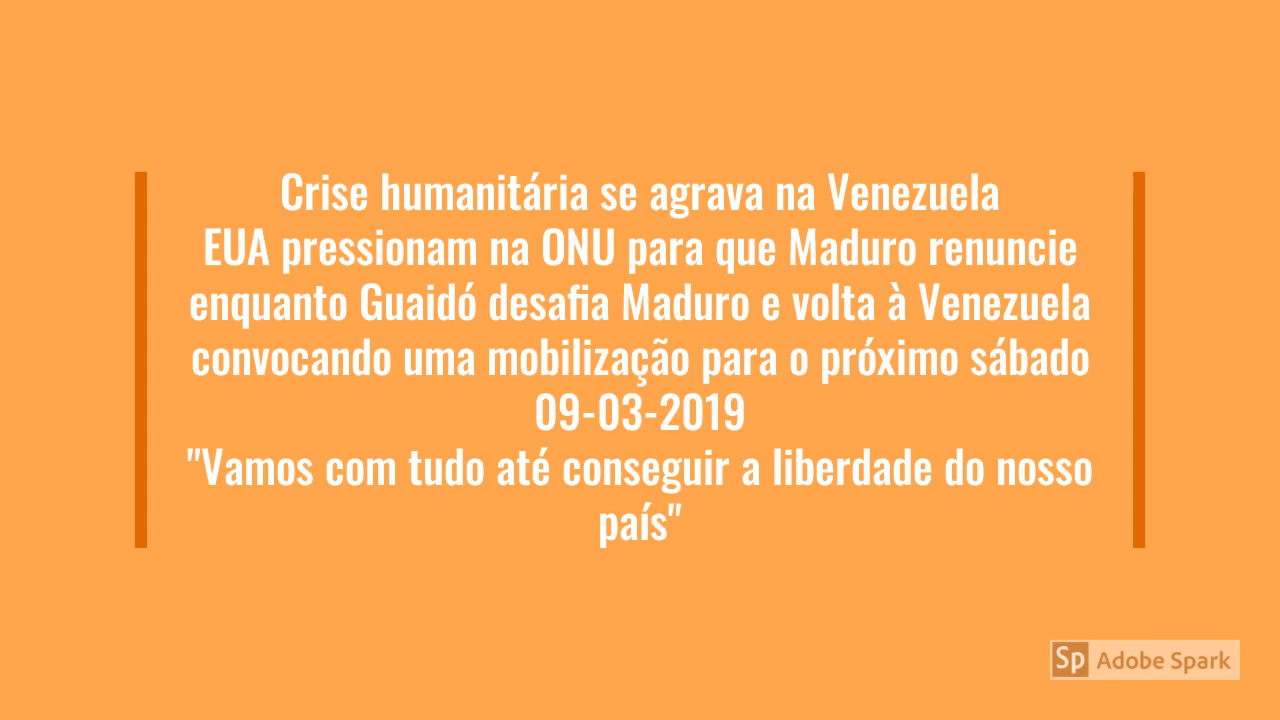 Crise humanitária se agrava na Venezuela
EUA pressionam na ONU para que Maduro renuncie
enquanto Guaidó desafia Maduro e volta à Venezuela
convocando uma mobilização para o próximo sábado
09-03-2019
"Vamos com tudo até conseguir a liberdade do nosso
país"
Sp Adobe Spark